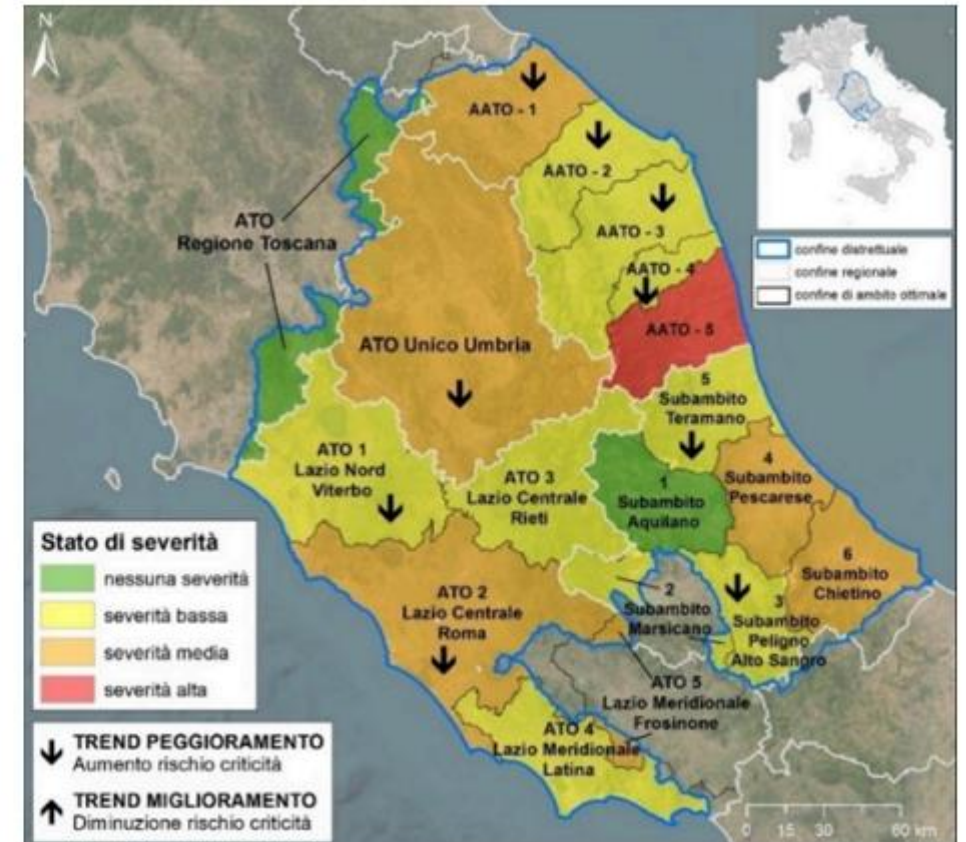 N
AATO - 1
AATO - 2
AATO - 3
AATO - 4
AATO - 5
ATO
Regione Toscana
ATO Unico Umbria
5
Subambito
Teramano
4
Subambito
Pescarese
ATO 1
Lazio Nord
Viterbo
ATO 3
Lazio Centrale
Rieti
1
Subambito
Aquilano
6
Subambito
Chietino
ATO 2
Lazio Centrale
Roma
2
Subambito
Marsicano
3
Subambito
Peligno
Alto Sangro
ATO 5
Lazio Meridionale
Frosinone
ATO 4
Lazio Meridionale
Latina
confine distrettuale
confine regionale
confine di ambito ottimale
Stato di severità
nessuna severità
severità bassa
severità media
severità alta
TREND PEGGIORAMENTO
Aumento rischio criticità
TREND MIGLIORAMENTO
Diminuzione rischio criticità
0 15 30 60 km